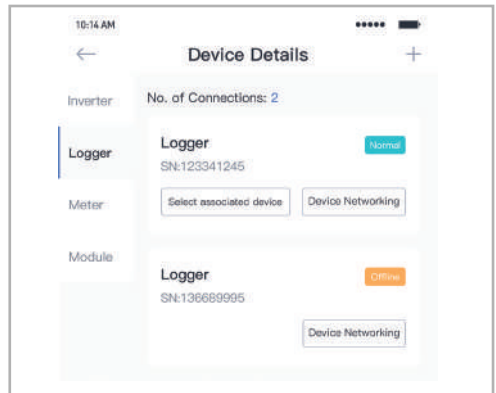 10:14 AM
Device Details
No. of Connections: 2
Inverter
Logger
Meter
Module
Logger
Normal
SN:123341245
Select associated device
Device Networking
Logger
Offline
SN:136689995
Device Networking